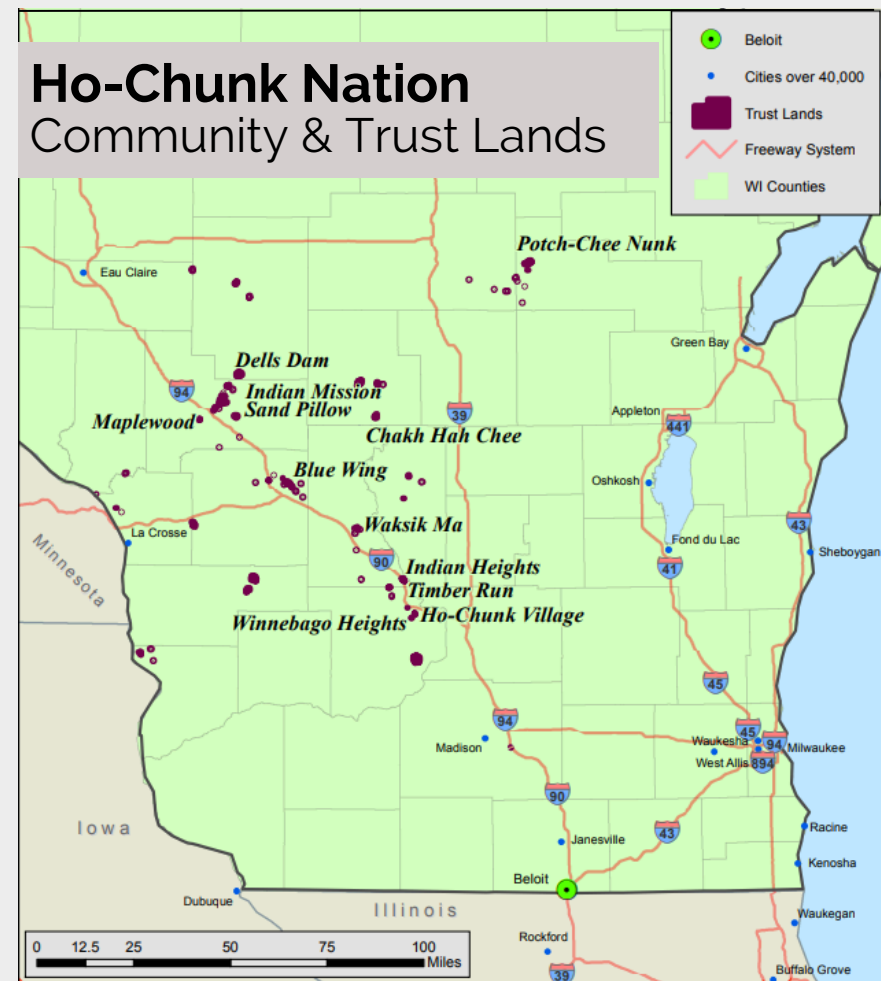 Ho-Chunk Nation
Community & Trust Lands
Beloit
Cities over 40,000
Trust Lands
Freeway System
WI Counties
Potch-Chee Nunk
Eau Claire
Green Bay
Dells Dam
94
Indian Mission
Sand Pillow
Maplewood
39
Appleton
441
Chakh Hah Chee
Blue Wing
Oshkosh
La Crosse
Waksik Ma
43
Fond du Lac
Sheboygan
Minnesota
90
41
Indian Heights
Timber Run
Winnebago Heights
Ho-Chunk Village
45
94
Madison
45
Waukesha
94
Milwaukee
West Allis
894
90
Iowa
Janesville
43
Racine
Kenosha
Beloit
Dubuque
Illinois
Waukegan
Rockford
39
Buffalo Grove
0 12.5 25 50 75 100
Miles